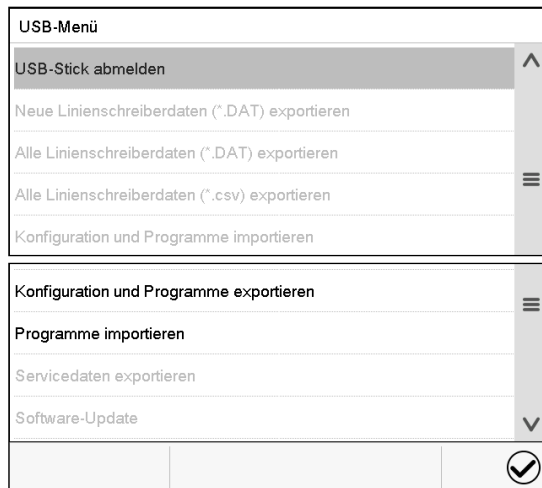 USB-Menü
USB-Stick abmelden
Neue Linienschreiberdaten (*.DAT) exportieren
Alle Linienschreiberdaten (*.DAT) exportieren
Alle Linienschreiberdaten (*.csv) exportieren
Konfiguration und Programme importieren
Konfiguration und Programme exportieren
Programme importieren
Servicedaten exportieren
Software-Update